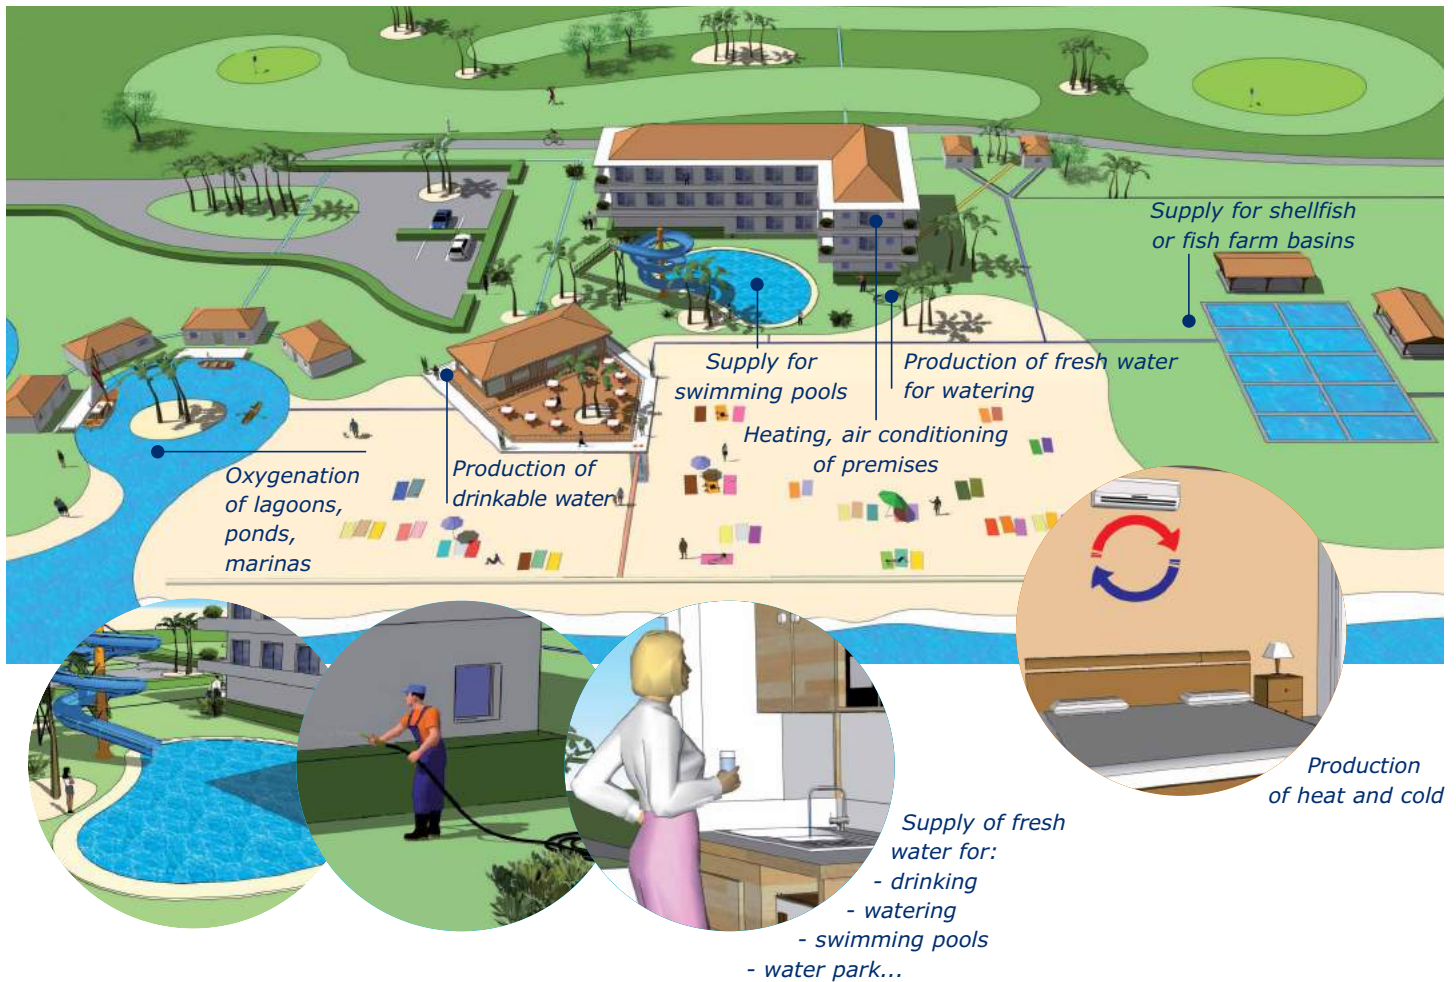 Supply for shellfish
or fish farm basins
Supply for
swimming pools
Production of fresh water
for watering
Heating, air conditioning
of premises
Production of
drinkable water
Oxygenation
of lagoons,
ponds,
marinas
Production
of heat and cold
Supply of fresh
water for:
- drinking
- watering
- swimming pools
- water park...